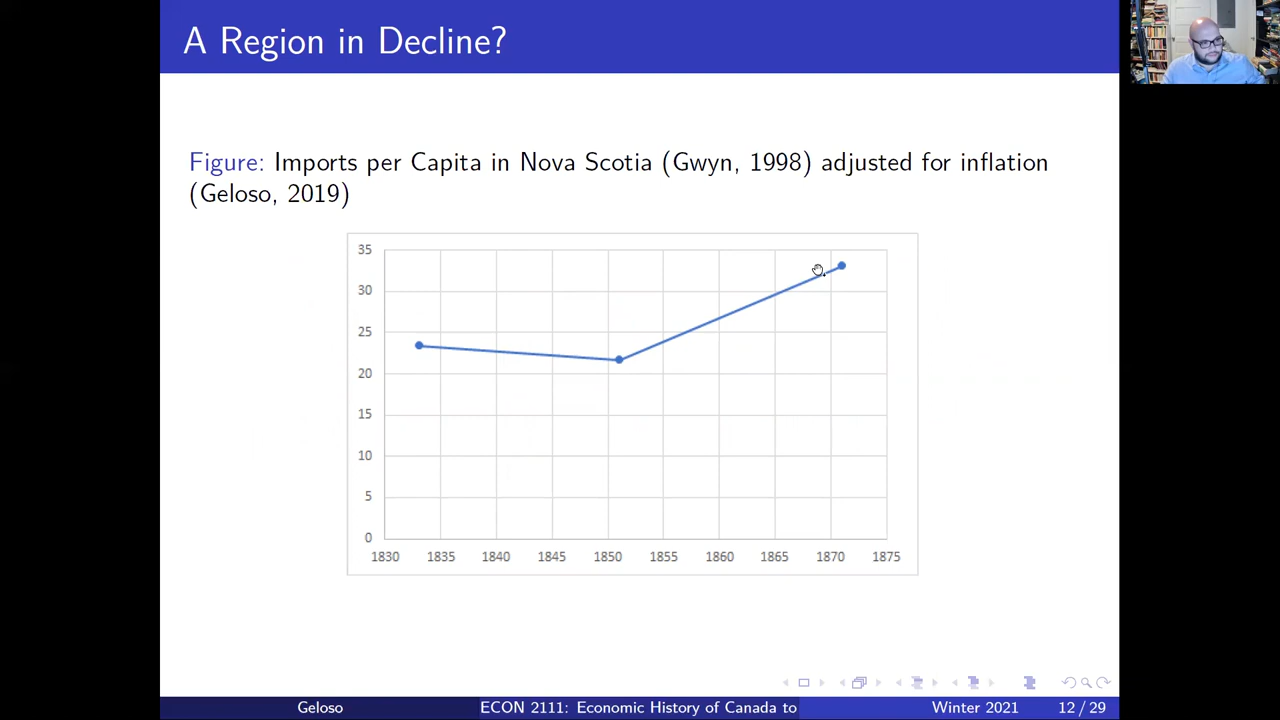 A Region in Decline?
Figure: Imports per Capita in Nova Scotia (Gwyn, 1998) adjusted for inflation
(Geloso, 2019)
35
30
25
20
15
10
5
0
1830 1835 1840 1845 1850 1855 1860 1865 1870 1875
Geloso ECON 2111: Economic History of Canada to Winter 2021 12 / 29